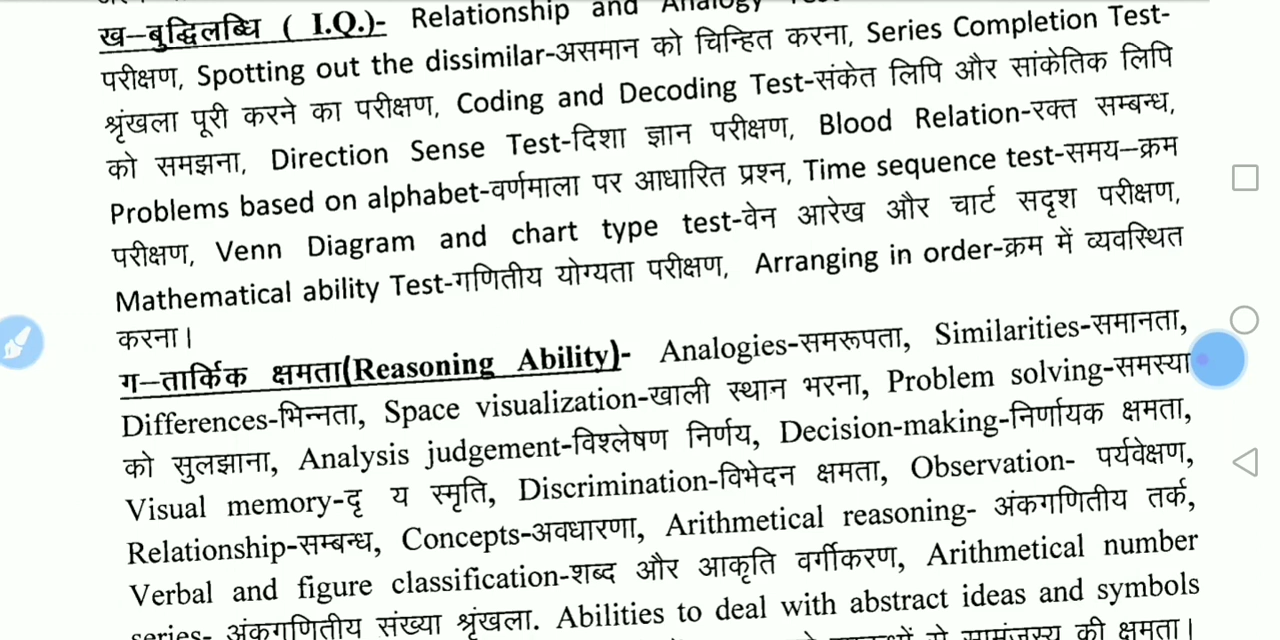 ख–बुद्धिलब्धि ( I.Q.)- Relationship and Analogy
परीक्षण, Spotting out the dissimilar-असमान को चिन्हित करना, Series Completion Test-
श्रृंखला पूरी करने का परीक्षण, Coding and Decoding Test-संकेत लिपि और सांकेतिक लिपि
को समझना, Direction Sense Test-दिशा ज्ञान परीक्षण, Blood Relation-रक्त सम्बन्ध,
Problems based on alphabet-वर्णमाला पर आधारित प्रश्न, Time sequence test-समय–क्रम
परीक्षण, Venn Diagram and chart type test-वेन आरेख और चार्ट सदृश परीक्षण,
Mathematical ability Test-गणितीय योग्यता परीक्षण, Arranging in order-क्रम में व्यवस्थित
करना।
ग–तार्किक क्षमता(Reasoning Ability)- Analogies-समरूपता, Similarities-समानता,
Differences-भिन्नता, Space visualization-खाली स्थान भरना, Problem solving-समस्या
को सुलझाना, Analysis judgement-विश्लेषण निर्णय, Decision-making-निर्णायक क्षमता,
Visual memory-दृ य स्मृति, Discrimination-विभेदन क्षमता, Observation- पर्यवेक्षण,
Relationship-सम्बन्ध, Concepts-अवधारणा, Arithmetical reasoning- अंकगणितीय तर्क,
Verbal and figure classification-शब्द और आकृति वर्गीकरण, Arithmetical number
series- अंकगणितीय संख्या श्रृंखला. Abilities to deal with abstract ideas and symbols
सामंजस्य की क्षमता।